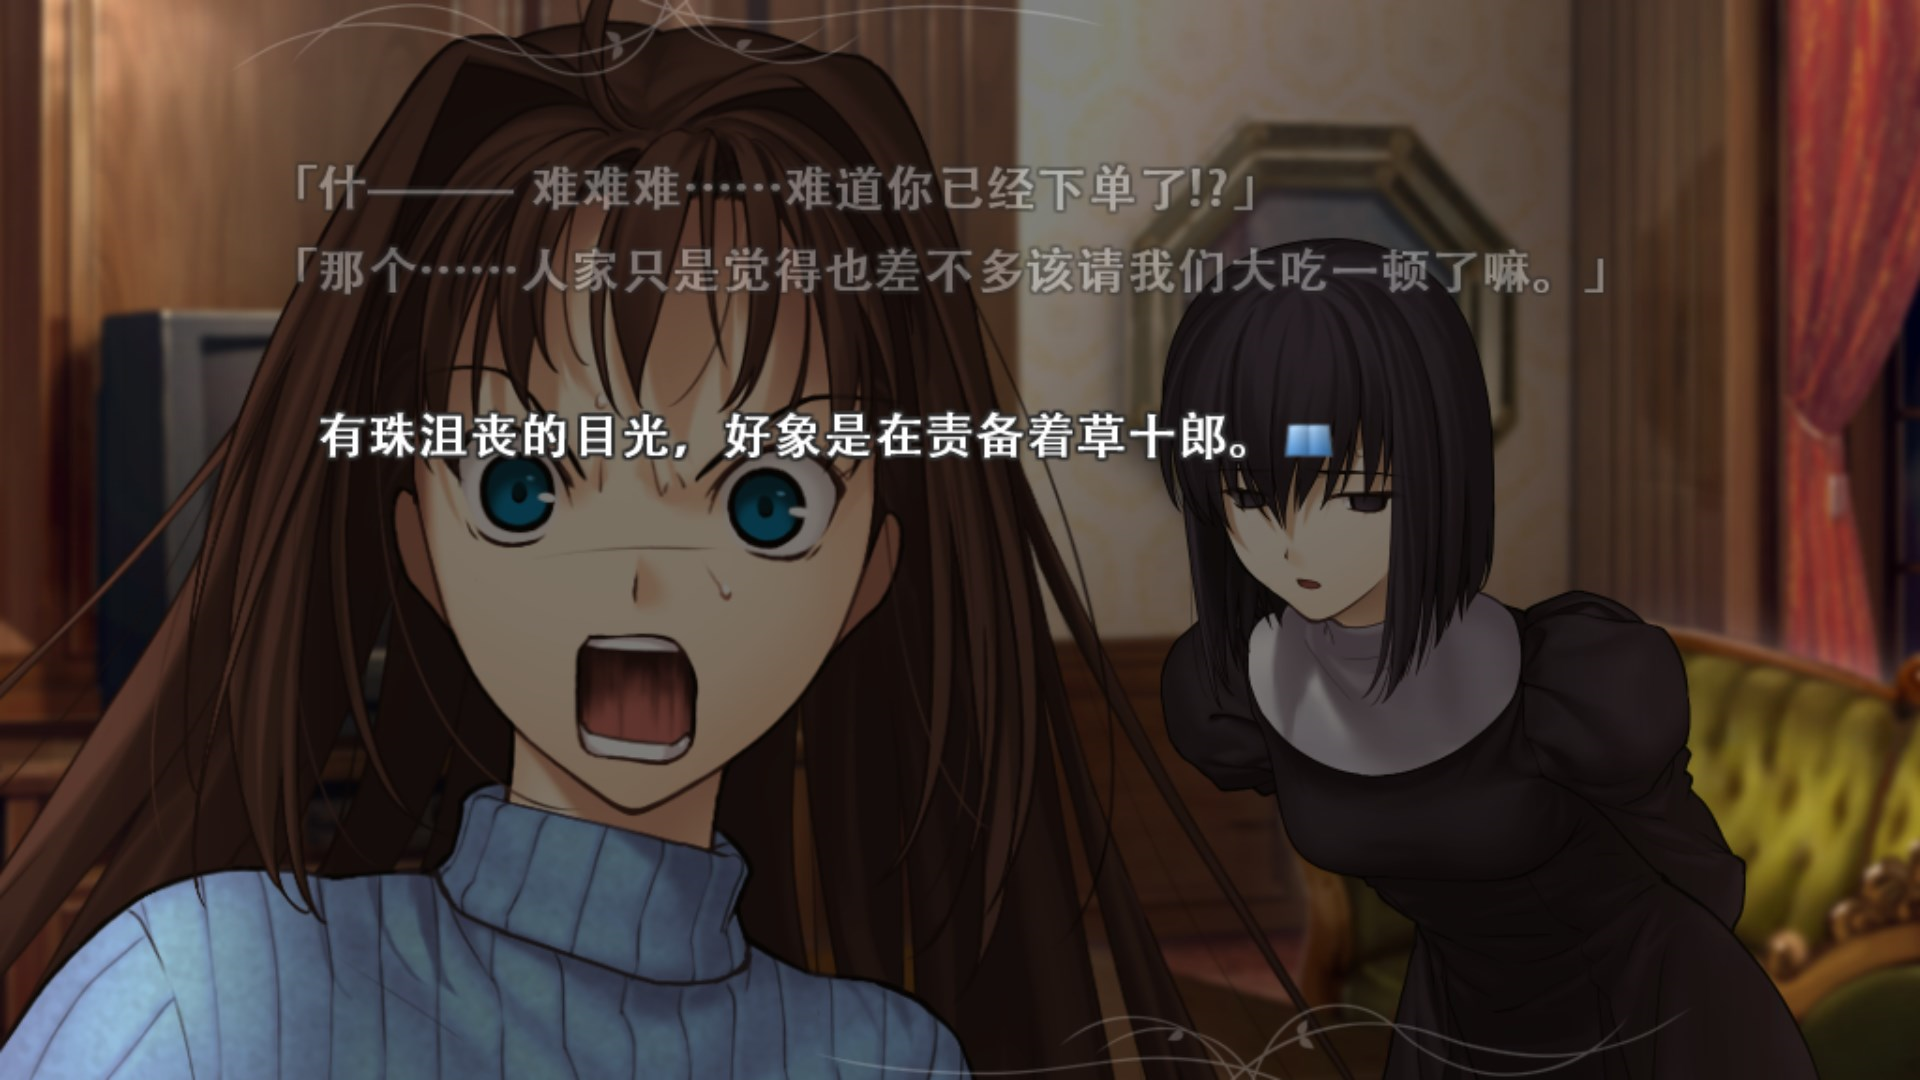 「什——— 难难难……难道你已经下单了!?」
「那个……人家只是觉得也差不多该请我们大吃一顿了嘛。」
有珠沮丧的目光，好象是在责备着草十郎。